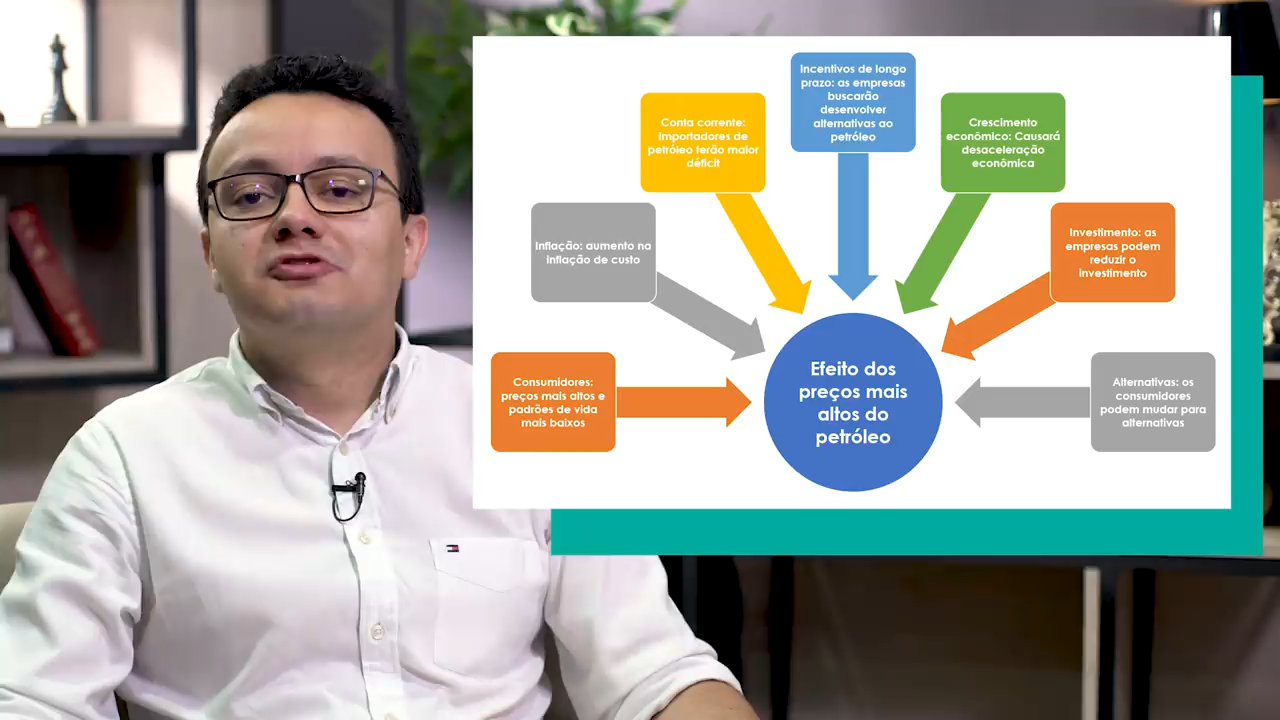 Incentivos de longo
prazo: as empresas
buscarão
desenvolver
alternativas ao
petróleo
Conta corrente:
Importadores de
petróleo terão maior
déficit
Crescimento
econômico: Causará
desaceleração
econômica
Inflação: aumento na
inflação de custo
Investimento: as
empresas podem
reduzir o
investimento
Consumidores:
preços mais altos e
padrões de vida
mais baixos
Efeito dos
preços mais
altos do
petróleo
Alternativas: os
consumidores
podem mudar para
alternativas